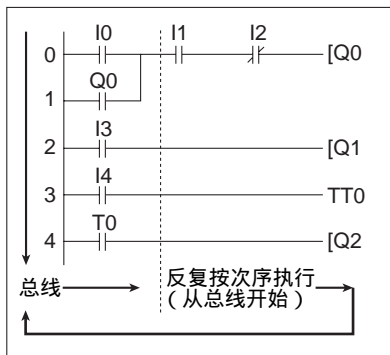 I0 I1 I2
0 [Q0
Q0
1
I3
2 [Q1
I4
3 TT0
T0
4 [Q2
总线
反复按次序执行
（从总线开始）